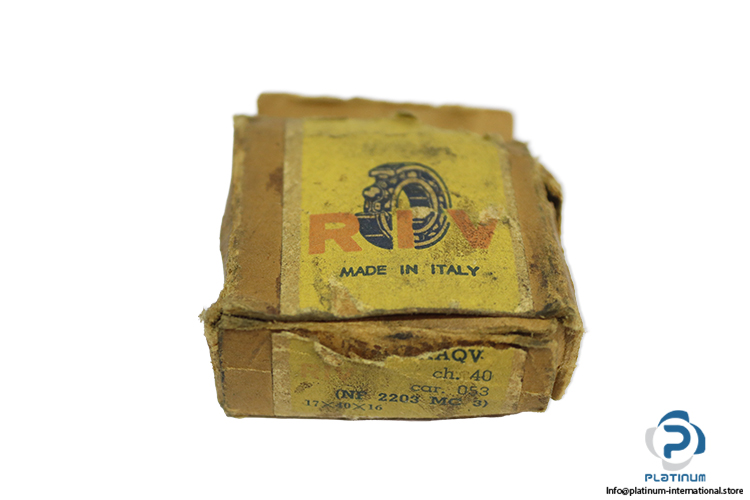 RIV
MADE IN ITALY
AQV
ch. 40
car. 053
(NF 2203 MC 3)
17×40×16
PLATINUM
Info@platinum-international.store